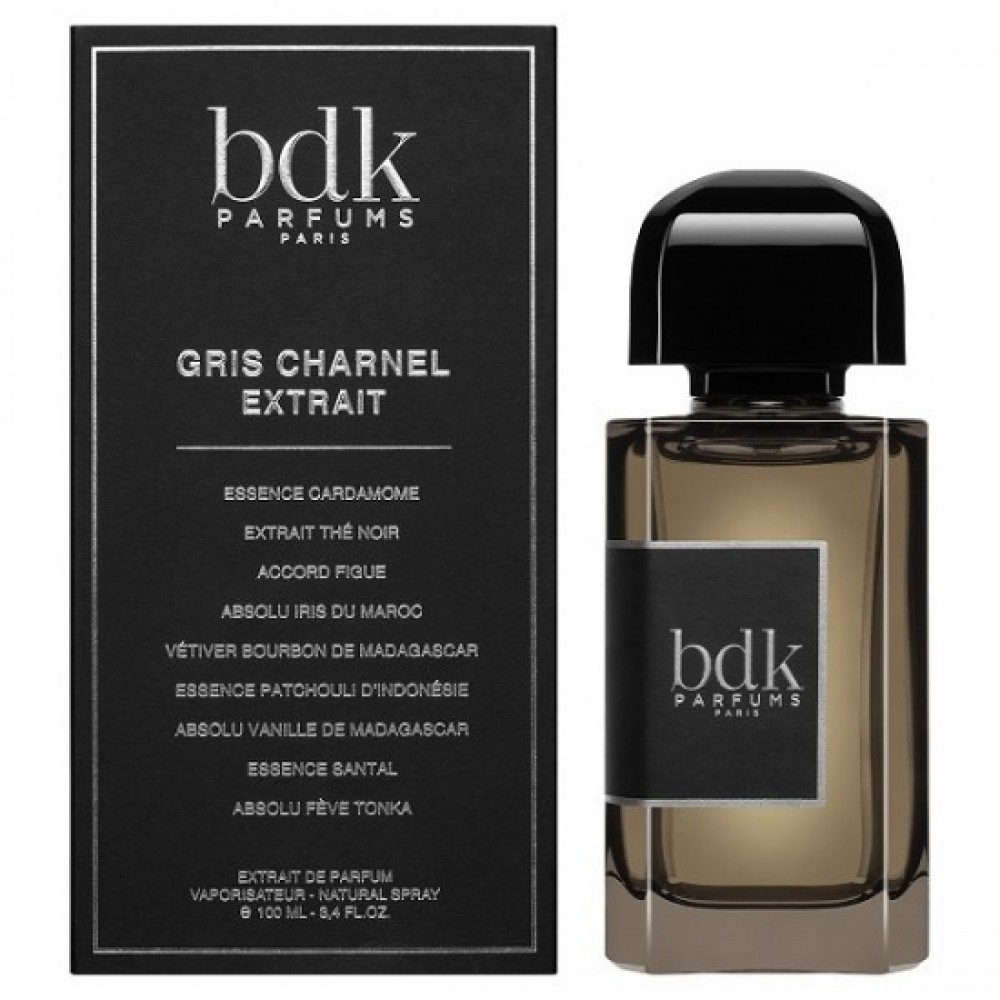 bdk
PARFUMS
PARIS
GRIS CHARNEL
EXTRAIT
ESSENCE CARDAMOME
EXTRAIT THÉ NOIR
ACCORD FIGUE
ABSOLU IRIS DU MAROC
VÉTIVER BOURBON DE MADAGASCAR
ESSENCE PATCHOULI D'INDONÉSIE
ABSOLU VANILLE DE MADAGASCAR
ESSENCE SANTAL
ABSOLU FÈVE TONKA
EXTRAIT DE PARFUM
VAPORISATEUR - NATURAL SPRAY
℮ 100 ML - 3,4 FL.OZ.
bdk
PARFUMS
PARIS